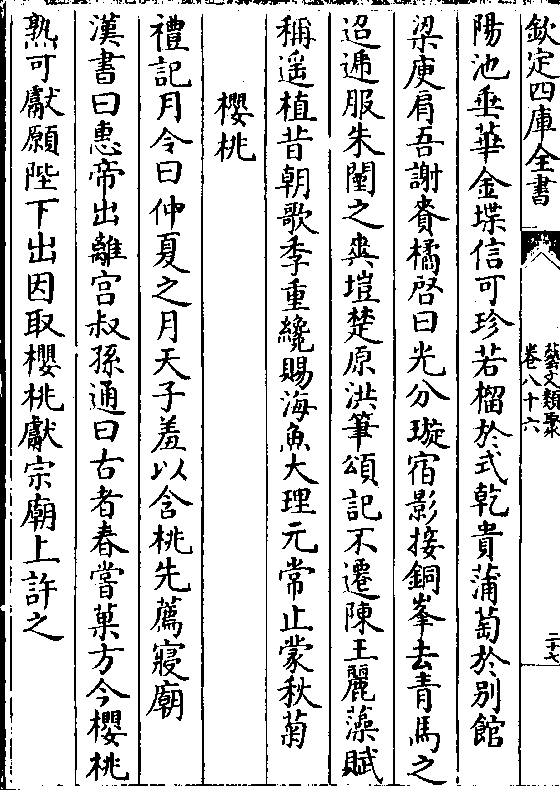 欽定四庫全書
藝文類聚
卷八十六
二十七
陽池垂華金堞信可珍若榴於式乾貴蒲萄於別館
梁庾肩吾謝賚橘啓曰光分璇宿影接銅峯去青馬之
迢遞服朱闉之爽塏楚原洪筆頌記不遷陳王麗藻賦
稱遥植昔朝歌季重纔賜海魚大理元常止蒙秋菊
櫻桃
禮記月令曰仲夏之月天子羞以含桃先薦寢廟
漢書曰惠帝出離宫叔孫通曰古者春嘗菓方今櫻桃
熟可獻願陛下出因取櫻桃獻宗廟上許之